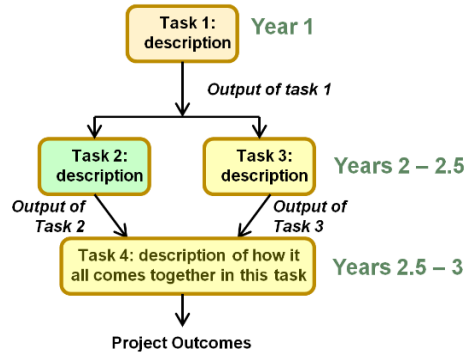 Task 1:
description
Year 1
Output of task 1
Task 2:
description
Task 3:
description
Years 2 – 2.5
Output of
Task 2
Output of
Task 3
Task 4: description of how it
all comes together in this task
Years 2.5 – 3
Project Outcomes